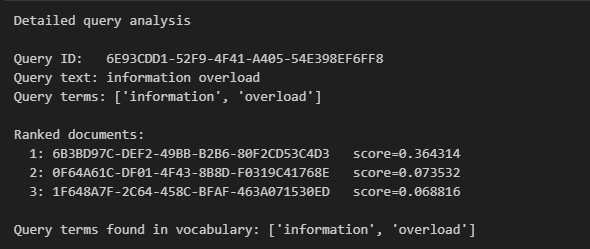 Detailed query analysis
Query ID:   6E93CDD1-52F9-4F41-A405-54E398EF6FF8
Query text: information overload
Query terms: ['information', 'overload']
Ranked documents:
1: 6B3BD97C-DEF2-49BB-B2B6-80F2CD53C4D3   score=0.364314
2: 0F64A61C-DF01-4F43-8B8D-F0319C41768E   score=0.073532
3: 1F648A7F-2C64-458C-BFAF-463A071530ED   score=0.068816
Query terms found in vocabulary: ['information', 'overload']